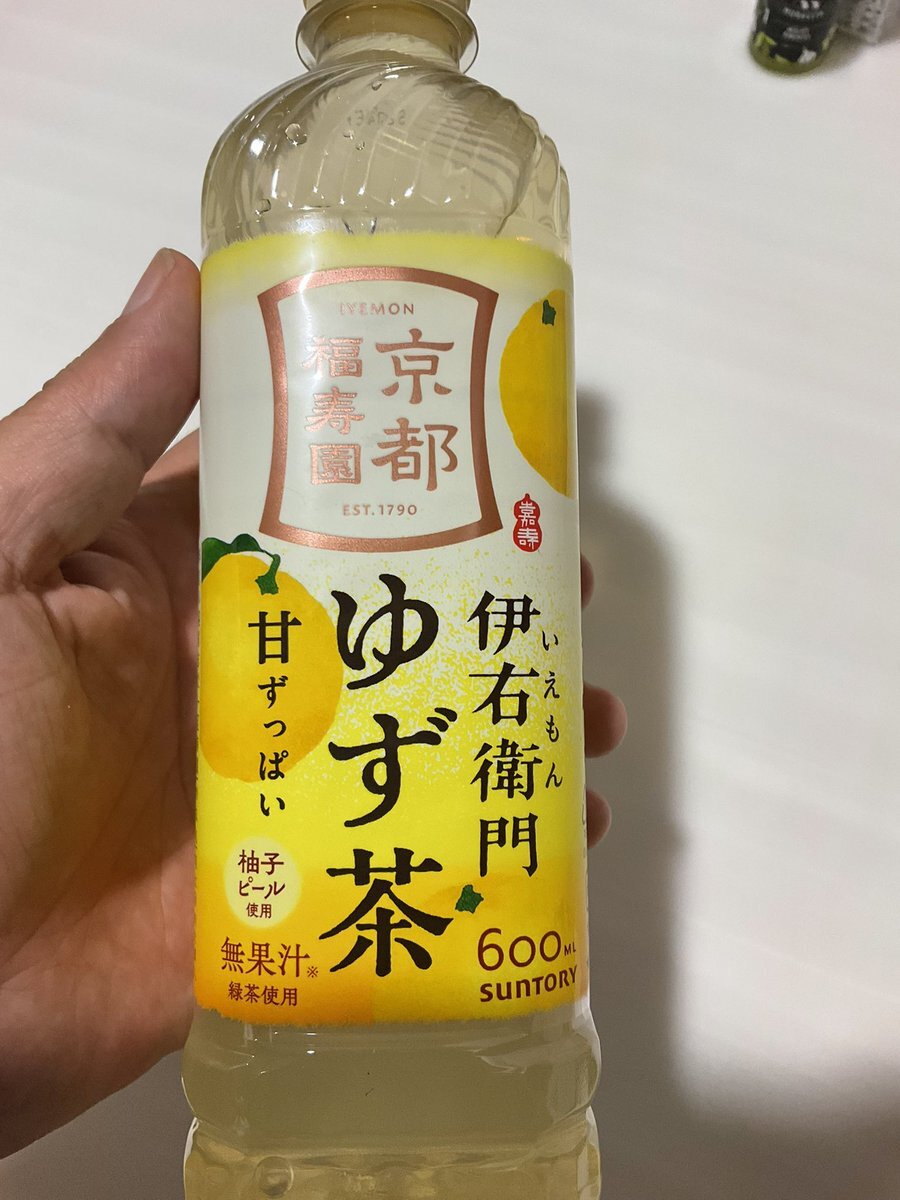 IYEMON
京都
福寿園
EST.1790
嘉壽
伊右衛門
いえもん
ゆず茶
甘ずっぱい
柚子
ピール
使用
無果汁※
緑茶使用
600ML
SUNTORY